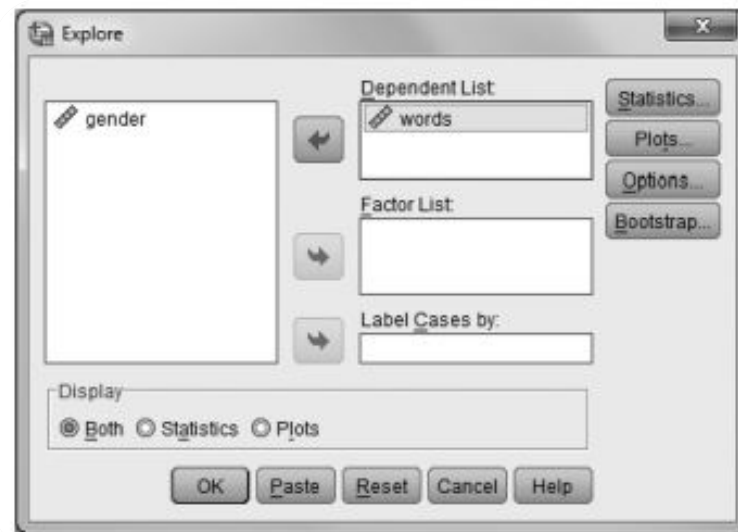 Explore
gender
Dependent List:
words
Factor List:
Label Cases by:
Statistics...
Plots...
Options...
Bootstrap...
Display
Both Statistics Plots
OK Paste Reset Cancel Help